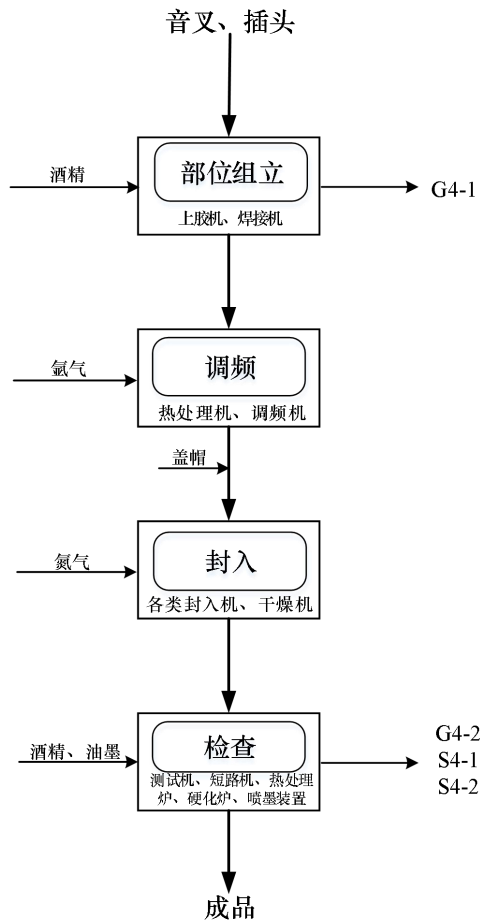 音叉、插头
酒精
部位组立
上胶机、焊接机
G4-1
氩气
调频
热处理机、调频机
盖帽
氮气
封入
各类封入机、干燥机
酒精、油墨
检查
测试机、短路机、热处理
炉、硬化炉、喷墨装置
G4-2
S4-1
S4-2
成品